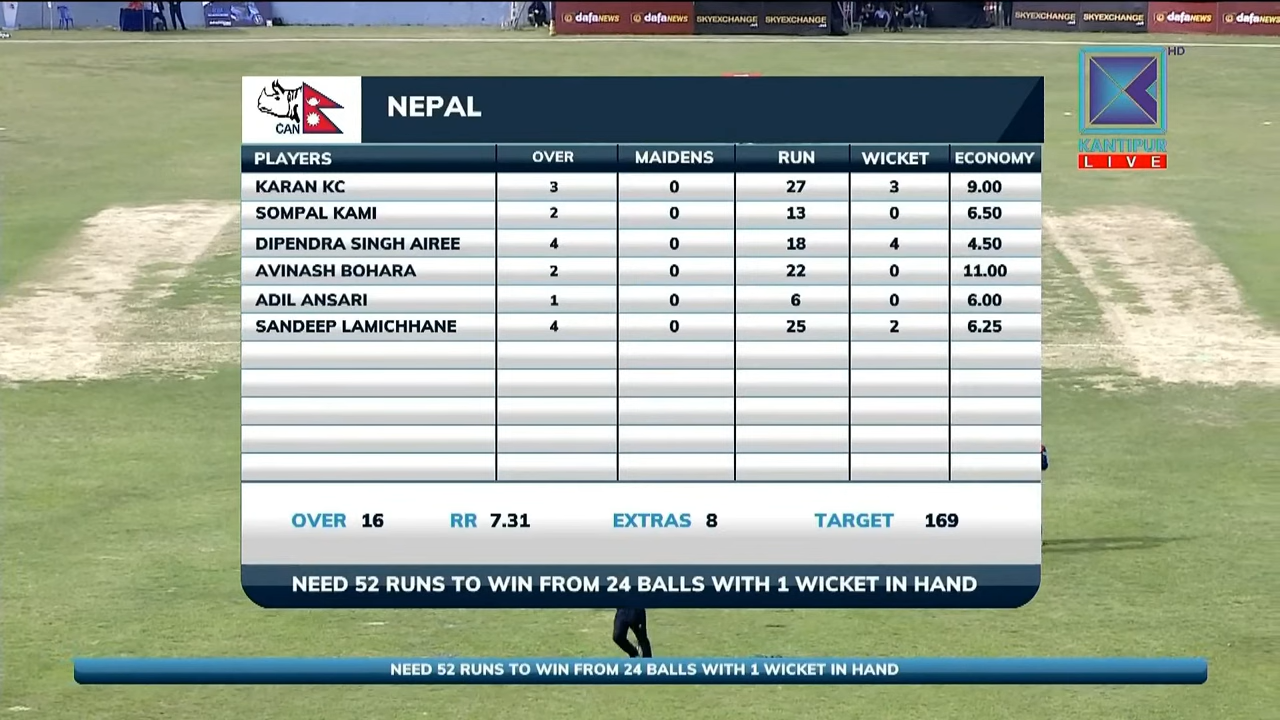 dafaNEWS dafaNEWS SKYEXCHANGE SKYEXCHANGE SKYEXCHANGE SKYEXCHANGE dafaNEWS dafaNEWS
HD
KANTIPUR
LIVE
CAN
NEPAL
PLAYERS OVER MAIDENS RUN WICKET ECONOMY
KARAN KC 3 0 27 3 9.00
SOMPAL KAMI 2 0 13 0 6.50
DIPENDRA SINGH AIREE 4 0 18 4 4.50
AVINASH BOHARA 2 0 22 0 11.00
ADIL ANSARI 1 0 6 0 6.00
SANDEEP LAMICHHANE 4 0 25 2 6.25
OVER 16 RR 7.31 EXTRAS 8 TARGET 169
NEED 52 RUNS TO WIN FROM 24 BALLS WITH 1 WICKET IN HAND
NEED 52 RUNS TO WIN FROM 24 BALLS WITH 1 WICKET IN HAND